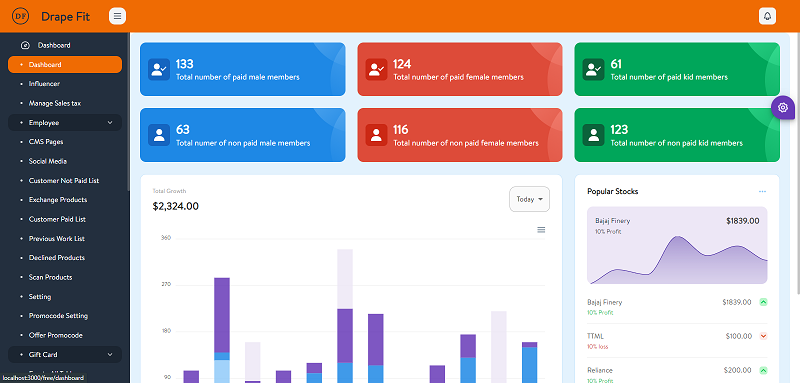 DF
Drape Fit
Dashboard
Dashboard
Influencer
Manage Sales tax
Employee
CMS Pages
Social Media
Customer Not Paid List
Exchange Products
Customer Paid List
Previous Work List
Declined Products
Scan Products
Setting
Promocode Setting
Offer Promocode
Gift Card
localhost:3000/free/dashboard
133
Total number of paid male members
124
Total number of paid female members
61
Total number of paid kid members
63
Total numer of non paid male members
116
Total number of non paid female members
123
Total number of non paid kid members
Total Growth
$2,324.00
Today
360
270
180
90
Popular Stocks
Bajaj Finery
$1839.00
10% Profit
Bajaj Finery
$1839.00
10% Profit
TTML
$100.00
10% loss
Reliance
$200.00
10% Profit